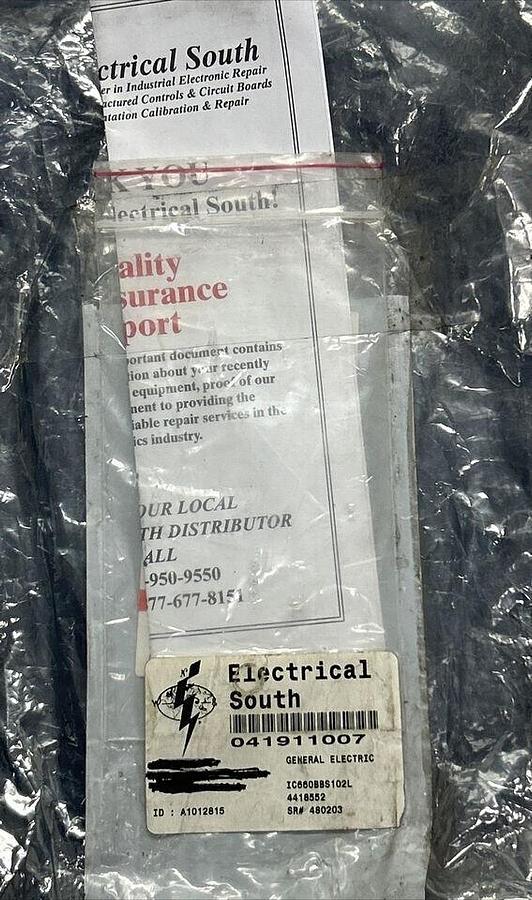 ctrical South
er in Industrial Electronic Repair
actured Controls & Circuit Boards
ntation Calibration & Repair
K YOU
lectrical South!
ality
surance
port
portant document contains
ion about your recently
equipment, proof of our
ment to providing the
iable repair services in the
ics industry.
OUR LOCAL
TH DISTRIBUTOR
ALL
-950-9550
77-677-8151
Electrical
South
041911007
GENERAL ELECTRIC
IC660BBS102L
4418552
ID : A1012815
SR# 480203